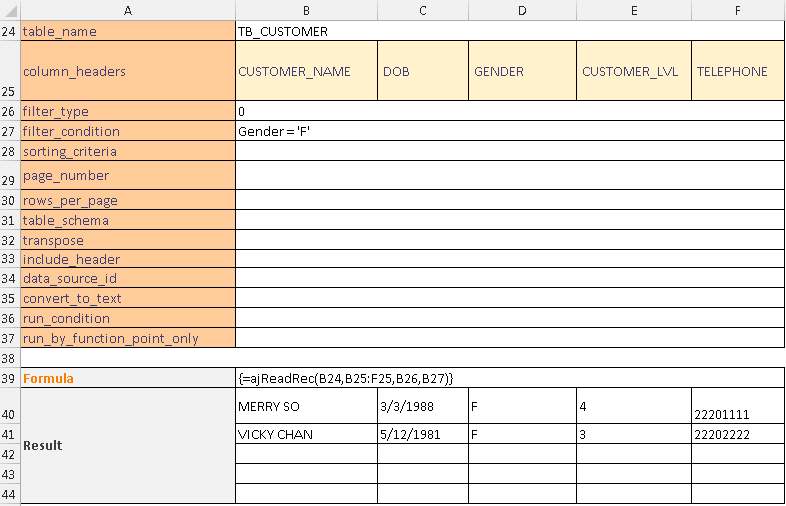 A B C D E F
24 table_name TB_CUSTOMER
25 column_headers CUSTOMER_NAME DOB GENDER CUSTOMER_LVL TELEPHONE
26 filter_type 0
27 filter_condition Gender = 'F'
28 sorting_criteria
29 page_number
30 rows_per_page
31 table_schema
32 transpose
33 include_header
34 data_source_id
35 convert_to_text
36 run_condition
37 run_by_function_point_only
38
39 Formula {=ajReadRec(B24,B25:F25,B26,B27)}
40 MERRY SO 3/3/1988 F 4 22201111
41 VICKY CHAN 5/12/1981 F 3 22202222
42 Result
43
44